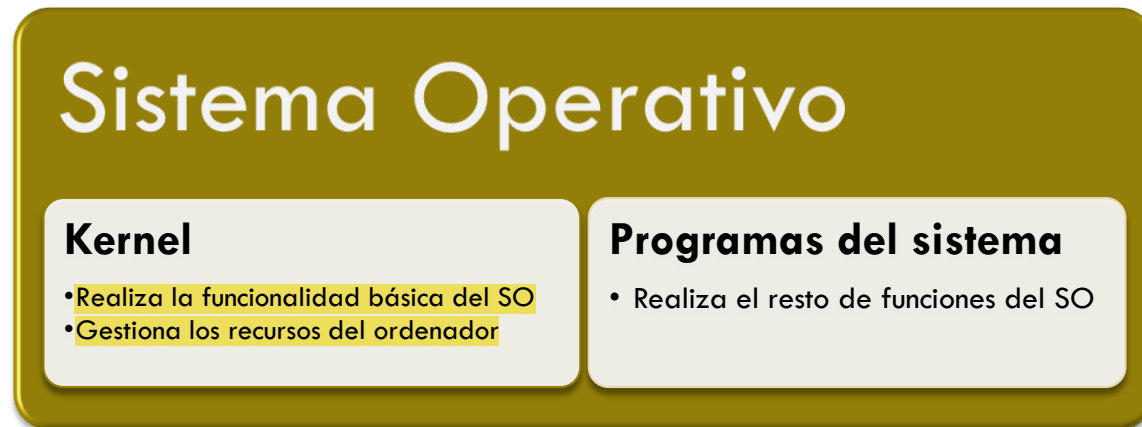 Sistema Operativo
Kernel
•Realiza la funcionalidad básica del SO
•Gestiona los recursos del ordenador
Programas del sistema
• Realiza el resto de funciones del SO